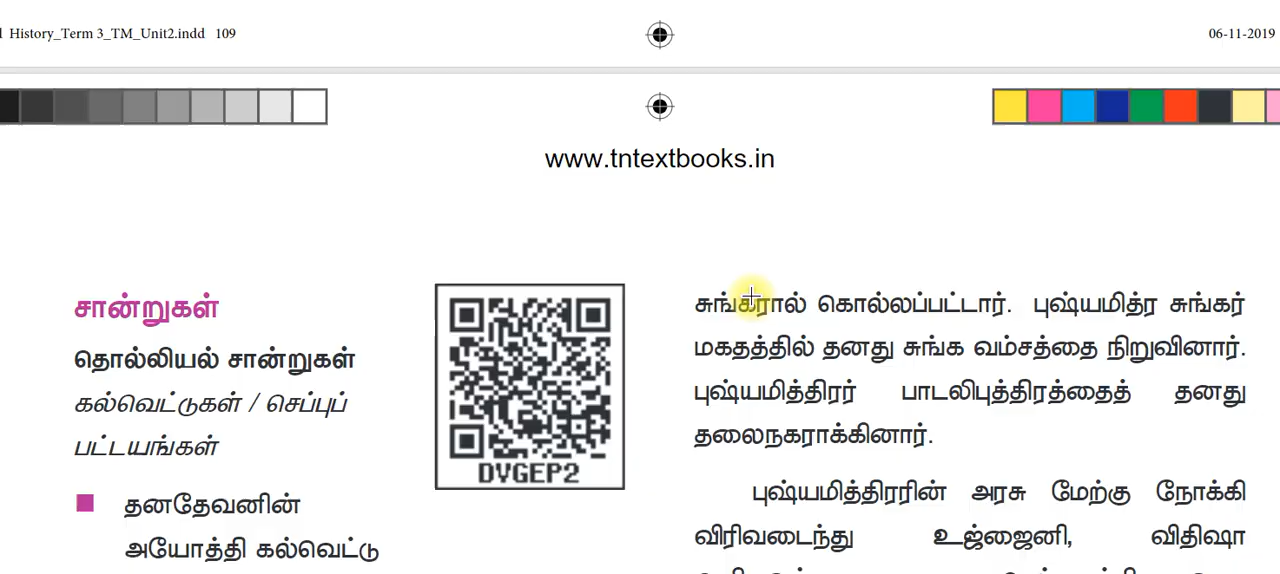 History_Term 3_TM_Unit2.indd 109
06-11-2019
www.tntextbooks.in
சான்றுகள்
தொல்லியல் சான்றுகள்
கல்வெட்டுகள் / செப்புப்
பட்டயங்கள்
தனதேவனின்
அயோத்தி கல்வெட்டு
DVGEP2
சுங்கரால் கொல்லப்பட்டார். புஷ்யமித்ர சுங்கர்
மகதத்தில் தனது சுங்க வம்சத்தை நிறுவினார்.
புஷ்யமித்திரர் பாடலிபுத்திரத்தைத் தனது
தலைநகராக்கினார்.
புஷ்யமித்திரரின் அரசு மேற்கு நோக்கி
விரிவடைந்து உஜ்ஜைனி, விதிஷா